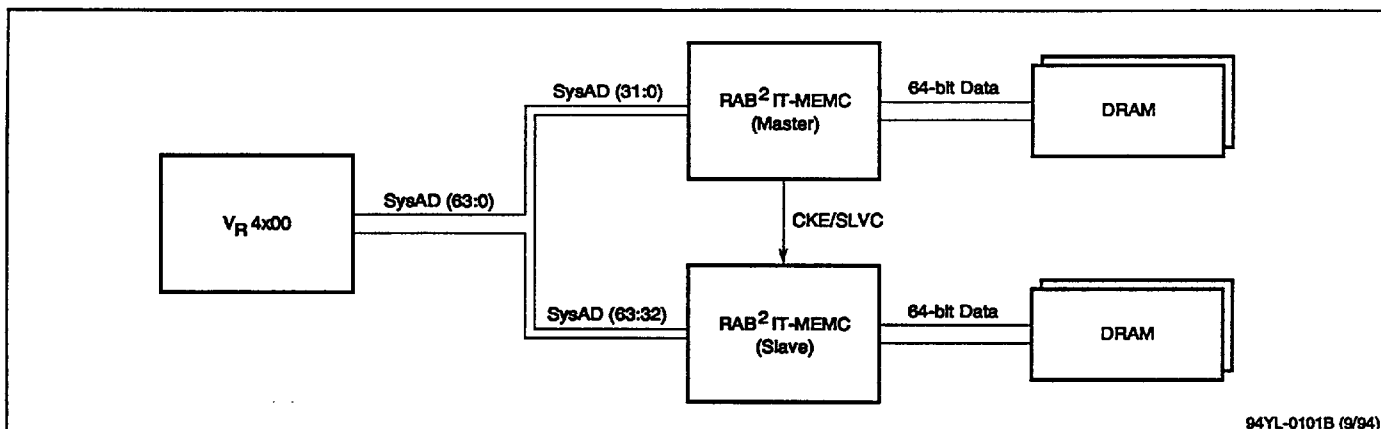 SysAD (31:0)
RAB² IT-MEMC
(Master)
64-bit Data
DRAM
V_R 4x00
SysAD (63:0)
CKE/SLVC
SysAD (63:32)
RAB² IT-MEMC
(Slave)
64-bit Data
DRAM
94YL-0101B (9/94)